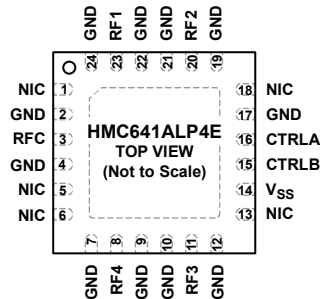 GND RF1 GND GND RF2 GND
24 23 22 21 20 19
NIC 1
GND 2
RFC 3
GND 4
NIC 5
NIC 6
HMC641ALP4E
TOP VIEW
(Not to Scale)
18 NIC
17 GND
16 CTRLA
15 CTRLB
14 VSS
13 NIC
7 8 9 10 11 12
GND RF4 GND GND RF3 GND